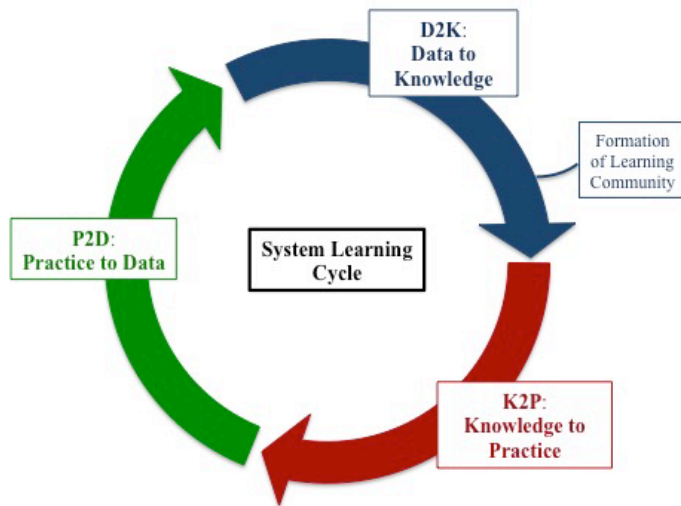 D2K:
Data to
Knowledge
Formation
of Learning
Community
P2D:
Practice to Data
System Learning
Cycle
K2P:
Knowledge to
Practice